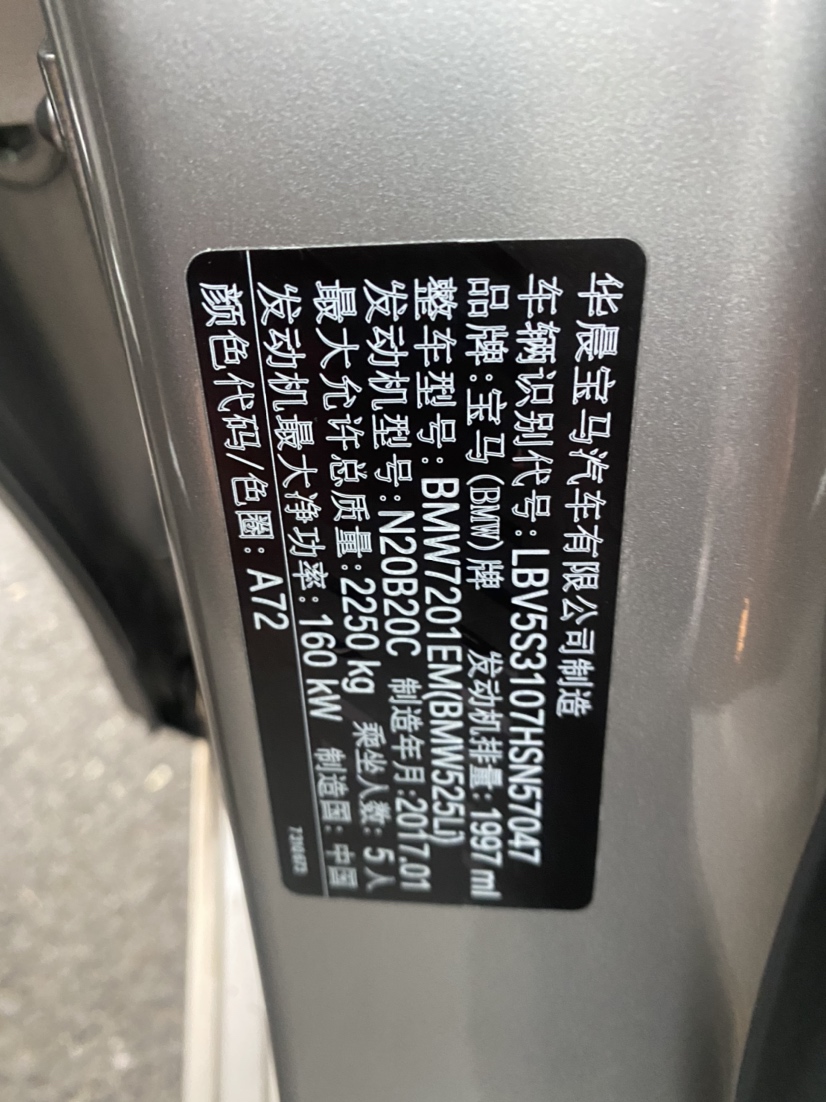 华晨宝马汽车有限公司制造
车辆识别代号:LBV5S3107HSN57047
品牌:宝马(BMW)牌 发动机排量:1997 ml
整车型号:BMW7201EM(BMW525Li)
发动机型号:N20B20C 制造年月:2017.01
最大允许总质量:2250 kg 乘坐人数:5人
发动机最大净功率:160 kW 制造国:中国
颜色代码/色圈:A72